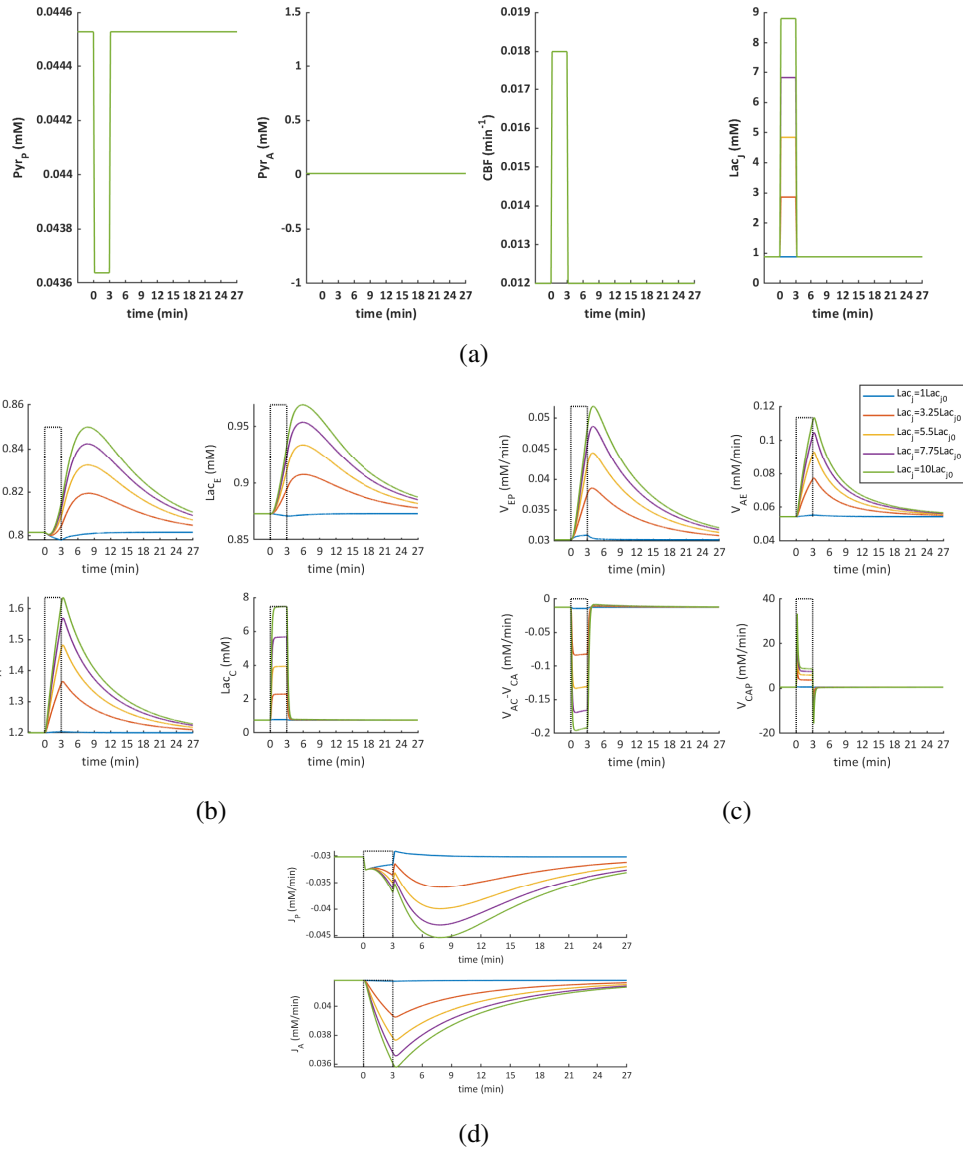 0.0446
0.0444
0.0442
0.044
0.0438
0.0436
Pyr_P (mM)
0 3 6 9 12 15 18 21 24 27
time (min)
1.5
1
0.5
0
-0.5
-1
Pyr_A (mM)
0 3 6 9 12 15 18 21 24 27
time (min)
0.019
0.018
0.017
0.016
0.015
0.014
0.013
0.012
CBF (min⁻¹)
0 3 6 9 12 15 18 21 24 27
time (min)
9
8
7
6
5
4
3
2
1
0
Lac_j (mM)
0 3 6 9 12 15 18 21 24 27
time (min)
(a)
0.86
0.84
0.82
0.8
0 3 6 9 12 15 18 21 24 27
time (min)
0.95
0.9
0.85
Lac_E (mM)
0 3 6 9 12 15 18 21 24 27
time (min)
1.6
1.5
1.4
1.3
1.2
0 3 6 9 12 15 18 21 24 27
time (min)
8
6
4
2
0
Lac_C (mM)
0 3 6 9 12 15 18 21 24 27
time (min)
(b)
0.05
0.045
0.04
0.035
0.03
V_EP (mM/min)
0 3 6 9 12 15 18 21 24 27
time (min)
0.12
0.1
0.08
0.06
0.04
V_AE (mM/min)
0 3 6 9 12 15 18 21 24 27
time (min)
Lac_j=1Lac_j0
Lac_j=3.25Lac_j0
Lac_j=5.5Lac_j0
Lac_j=7.75Lac_j0
Lac_j=10Lac_j0
0
-0.05
-0.1
-0.15
-0.2
V_AC-V_CA (mM/min)
0 3 6 9 12 15 18 21 24 27
time (min)
40
20
0
-20
V_CAP (mM/min)
0 3 6 9 12 15 18 21 24 27
time (min)
(c)
-0.03
-0.035
-0.04
-0.045
J_P (mM/min)
0 3 6 9 12 15 18 21 24 27
time (min)
0.04
0.038
0.036
J_A (mM/min)
0 3 6 9 12 15 18 21 24 27
time (min)
(d)